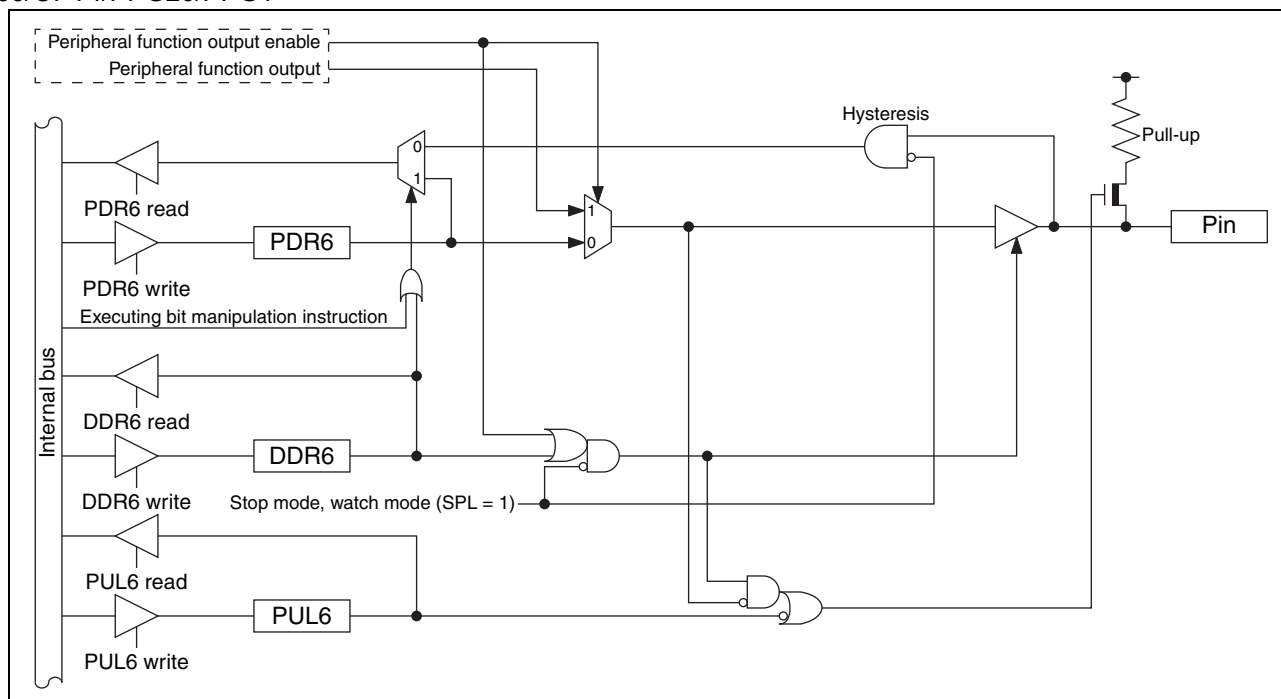 Peripheral function output enable
Peripheral function output
Hysteresis
Pull-up
0
1
PDR6 read
1
PDR6
0
Pin
PDR6 write
Executing bit manipulation instruction
Internal bus
DDR6 read
DDR6
DDR6 write
Stop mode, watch mode (SPL = 1)
PUL6 read
PUL6
PUL6 write